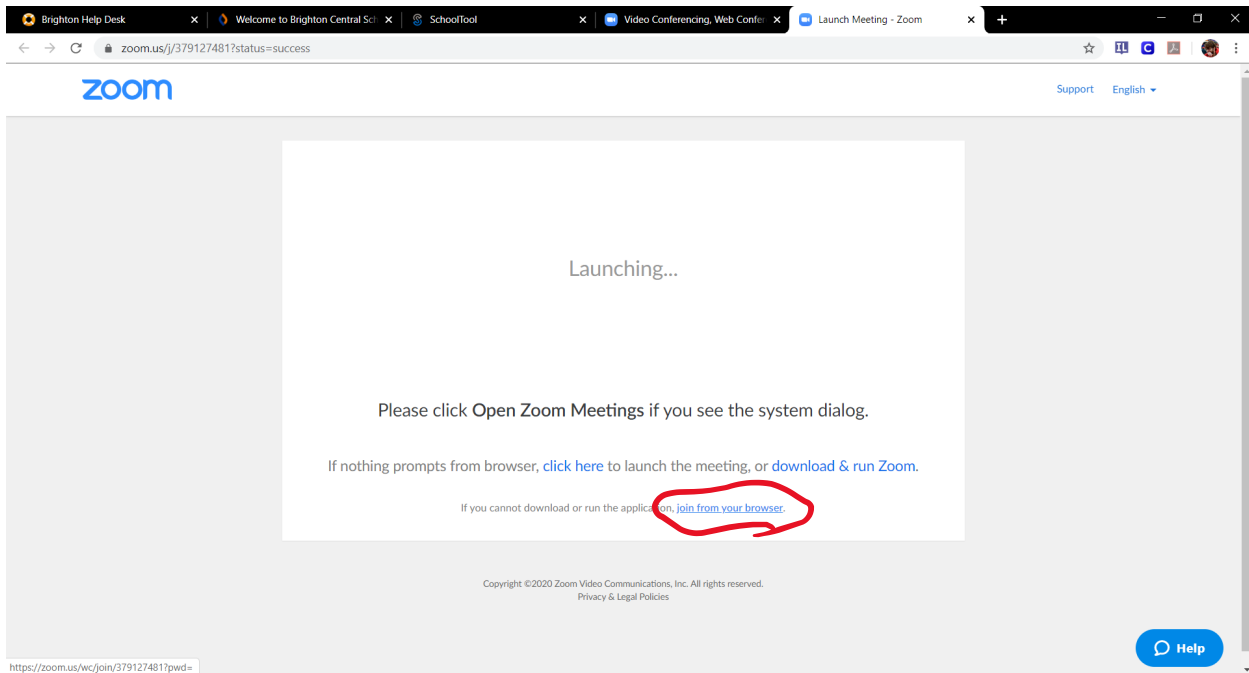 Brighton Help Desk
Welcome to Brighton Central Sch
SchoolTool
Video Conferencing, Web Confer
Launch Meeting - Zoom
zoom.us/j/379127481?status=success
zoom
Support
English
Launching...
Please click Open Zoom Meetings if you see the system dialog.
If nothing prompts from browser, click here to launch the meeting, or download & run Zoom.
If you cannot download or run the application, join from your browser.
Copyright ©2020 Zoom Video Communications, Inc. All rights reserved.
Privacy & Legal Policies
Help
https://zoom.us/wc/join/379127481?pwd=